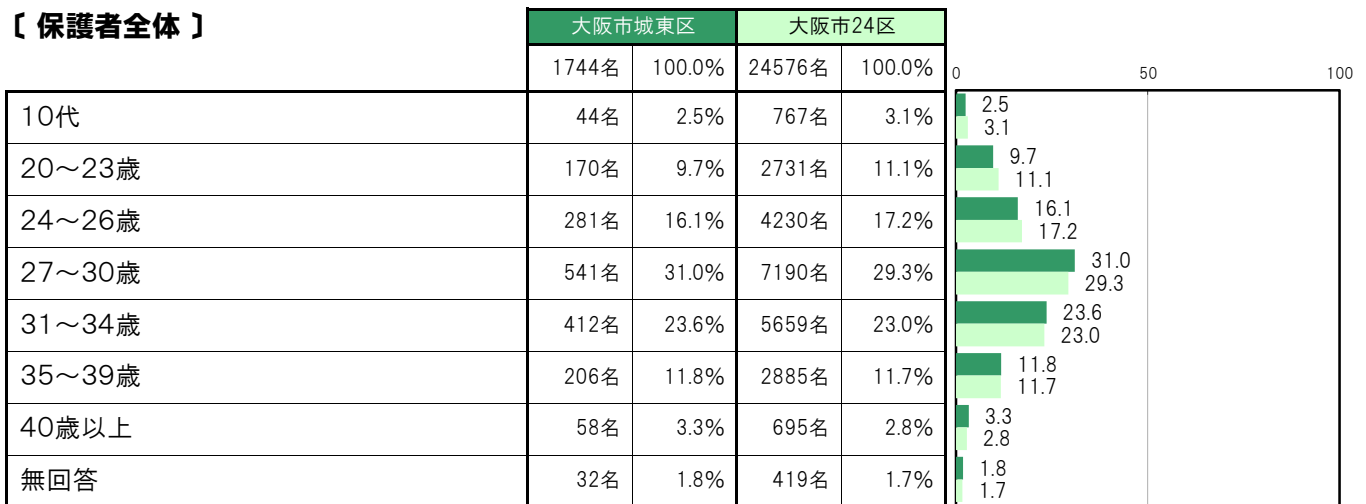 〔 保護者全体 〕
大阪市城東区 大阪市24区
1744名 100.0% 24576名 100.0% 0 50 100
10代 44名 2.5% 767名 3.1% 2.5
3.1
20～23歳 170名 9.7% 2731名 11.1% 9.7
11.1
24～26歳 281名 16.1% 4230名 17.2% 16.1
17.2
27～30歳 541名 31.0% 7190名 29.3% 31.0
29.3
31～34歳 412名 23.6% 5659名 23.0% 23.6
23.0
35～39歳 206名 11.8% 2885名 11.7% 11.8
11.7
40歳以上 58名 3.3% 695名 2.8% 3.3
2.8
無回答 32名 1.8% 419名 1.7% 1.8
1.7